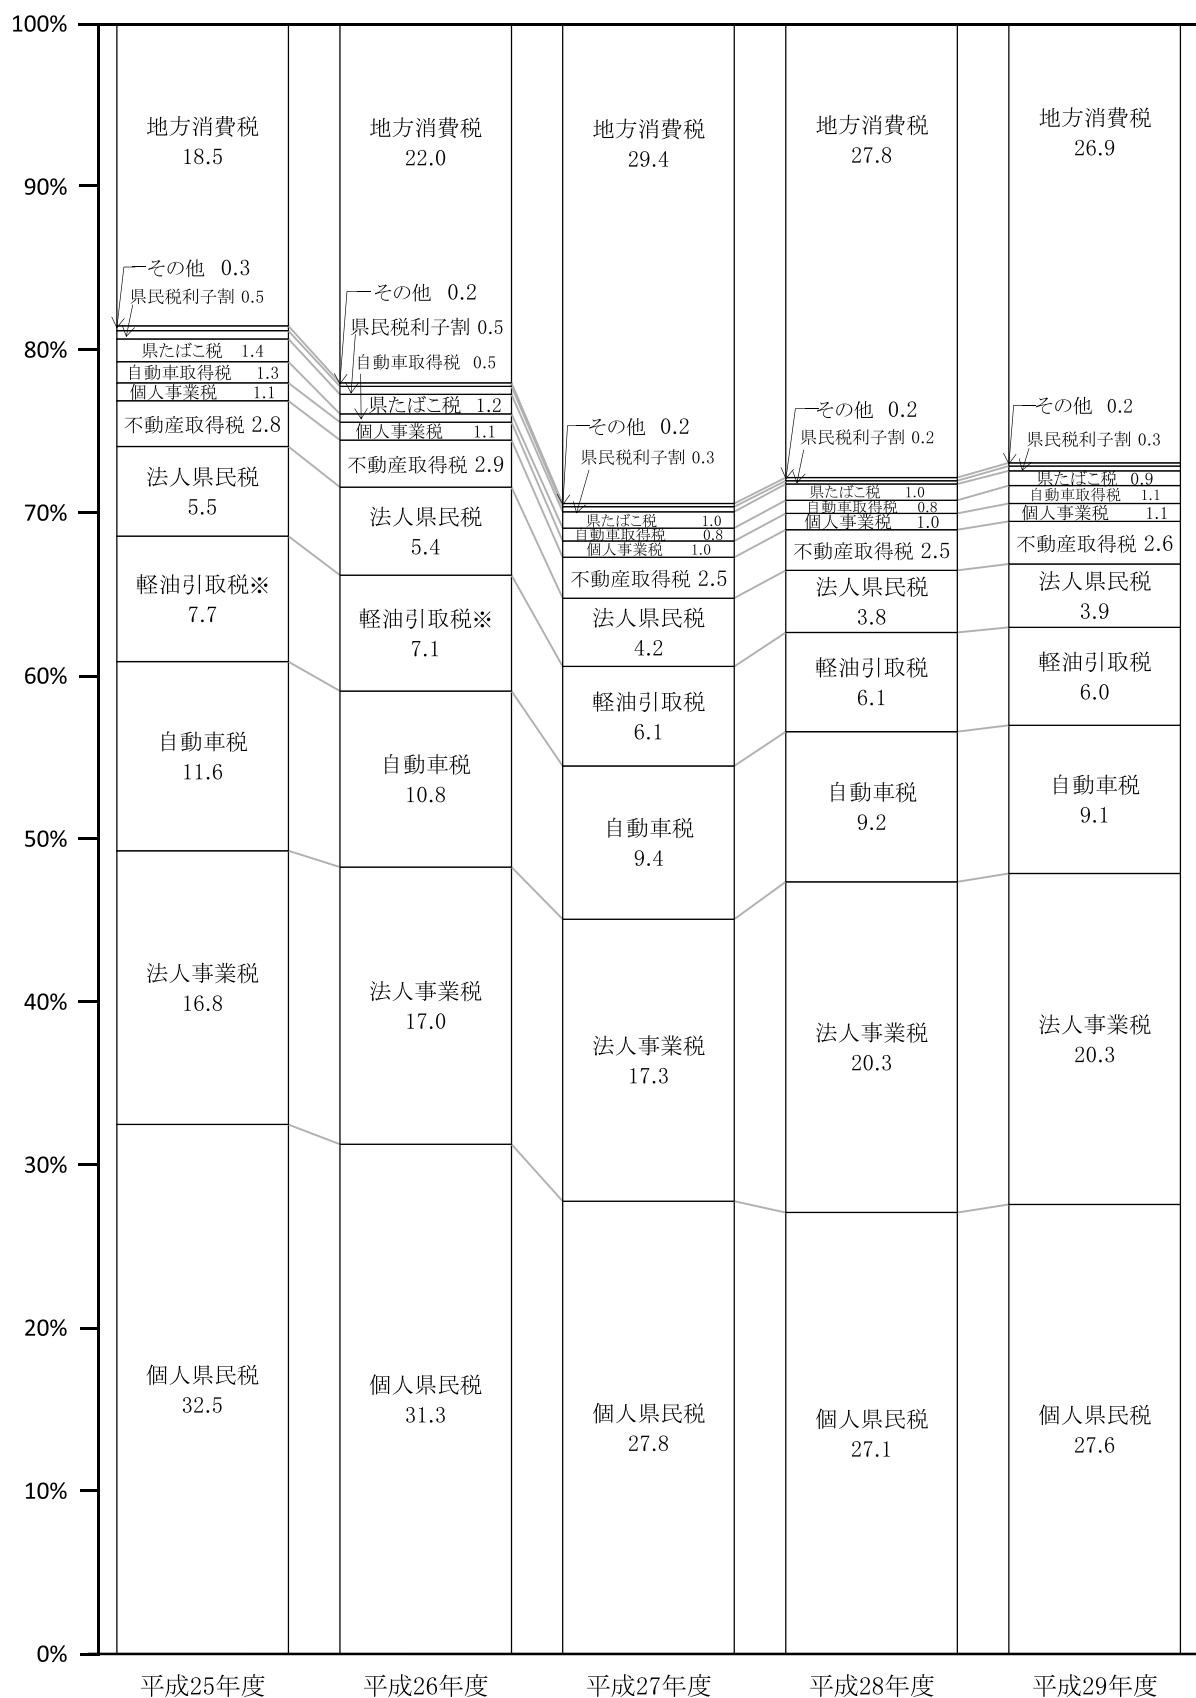 100%
90%
80%
70%
60%
50%
40%
30%
20%
10%
0%
地方消費税
18.5
その他 0.3
県民税利子割 0.5
県たばこ税 1.4
自動車取得税 1.3
個人事業税 1.1
不動産取得税 2.8
法人県民税
5.5
軽油引取税※
7.7
自動車税
11.6
法人事業税
16.8
個人県民税
32.5
平成25年度
地方消費税
22.0
その他 0.2
県民税利子割 0.5
自動車取得税 0.5
県たばこ税 1.2
個人事業税 1.1
不動産取得税 2.9
法人県民税
5.4
軽油引取税※
7.1
自動車税
10.8
法人事業税
17.0
個人県民税
31.3
平成26年度
地方消費税
29.4
その他 0.2
県民税利子割 0.3
県たばこ税 1.0
自動車取得税 0.8
個人事業税 1.0
不動産取得税 2.5
法人県民税
4.2
軽油引取税
6.1
自動車税
9.4
法人事業税
17.3
個人県民税
27.8
平成27年度
地方消費税
27.8
その他 0.2
県民税利子割 0.2
県たばこ税 1.0
自動車取得税 0.8
個人事業税 1.0
不動産取得税 2.5
法人県民税
3.8
軽油引取税
6.1
自動車税
9.2
法人事業税
20.3
個人県民税
27.1
平成28年度
地方消費税
26.9
その他 0.2
県民税利子割 0.3
県たばこ税 0.9
自動車取得税 1.1
個人事業税 1.1
不動産取得税 2.6
法人県民税
3.9
軽油引取税
6.0
自動車税
9.1
法人事業税
20.3
個人県民税
27.6
平成29年度